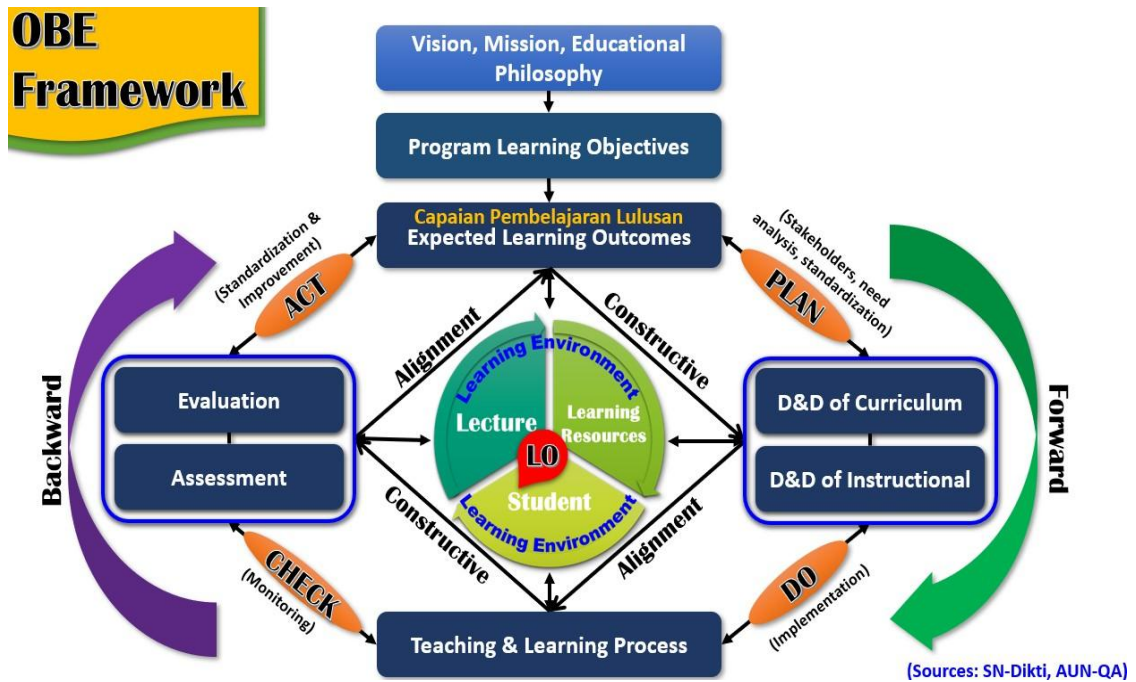 OBE
Framework
Vision, Mission, Educational
Philosophy
Program Learning Objectives
Capaian Pembelajaran Lulusan
Expected Learning Outcomes
(Standardization &
Improvement)
ACT
(Stakeholders, need
analysis, standardization)
PLAN
Alignment
Constructive
Learning Environment
Lecture
Learning
Resources
LO
Student
Learning Environment
Evaluation
Assessment
D&D of Curriculum
D&D of Instructional
Backward
Forward
Constructive
Alignment
CHECK
(Monitoring)
DO
(Implementation)
Teaching & Learning Process
(Sources: SN-Dikti, AUN-QA)